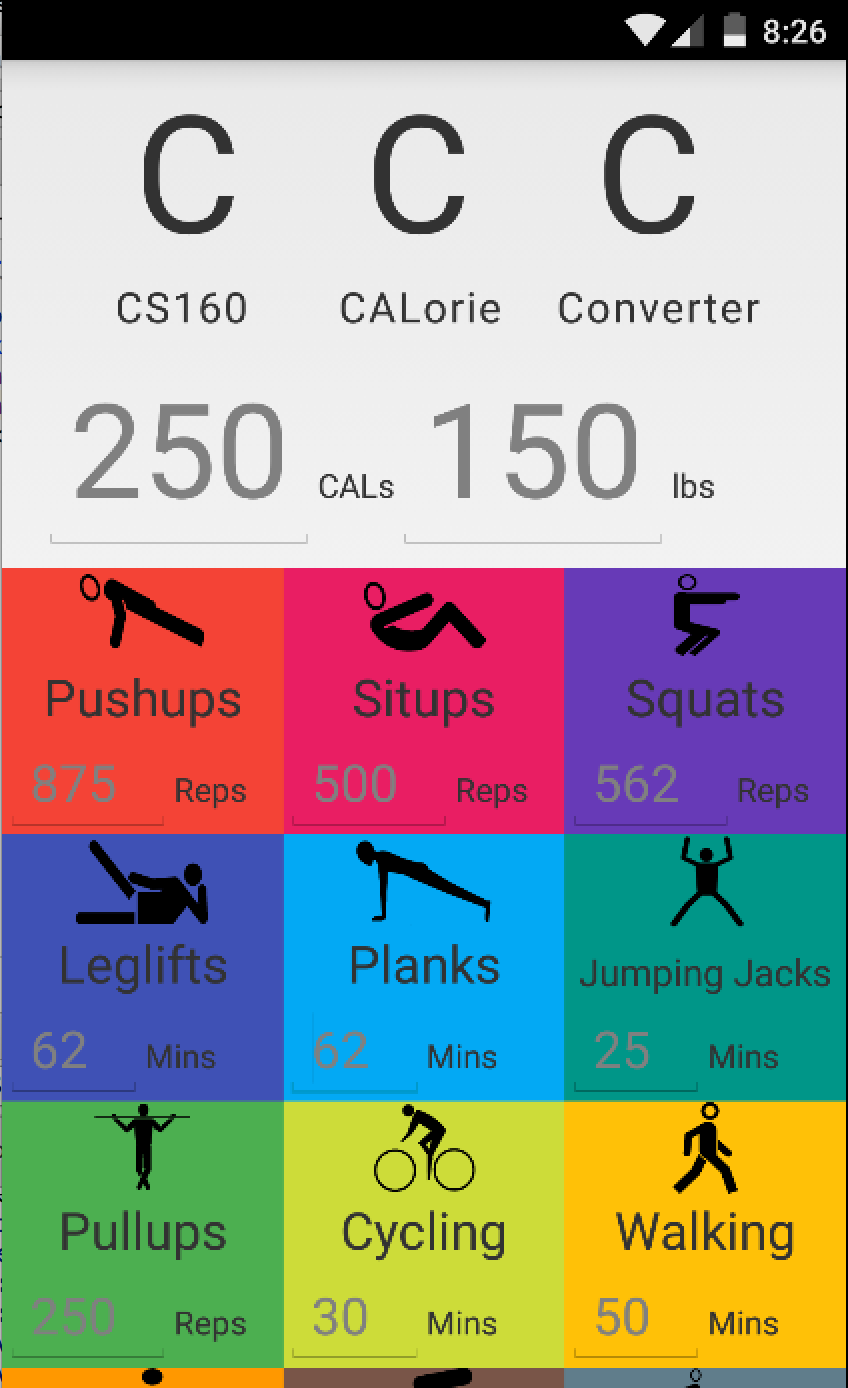 8:26
C C C
CS160 CALorie Converter
250 CALs 150 lbs
Pushups Situps Squats
875 Reps 500 Reps 562 Reps
Leglifts Planks Jumping Jacks
62 Mins 62 Mins 25 Mins
Pullups Cycling Walking
250 Reps 30 Mins 50 Mins